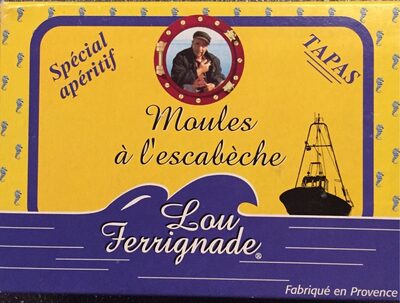 Spécial
apéritif
TAPAS
Moules
à l'escabèche
Lou
Ferrignade®
Fabriqué en Provence